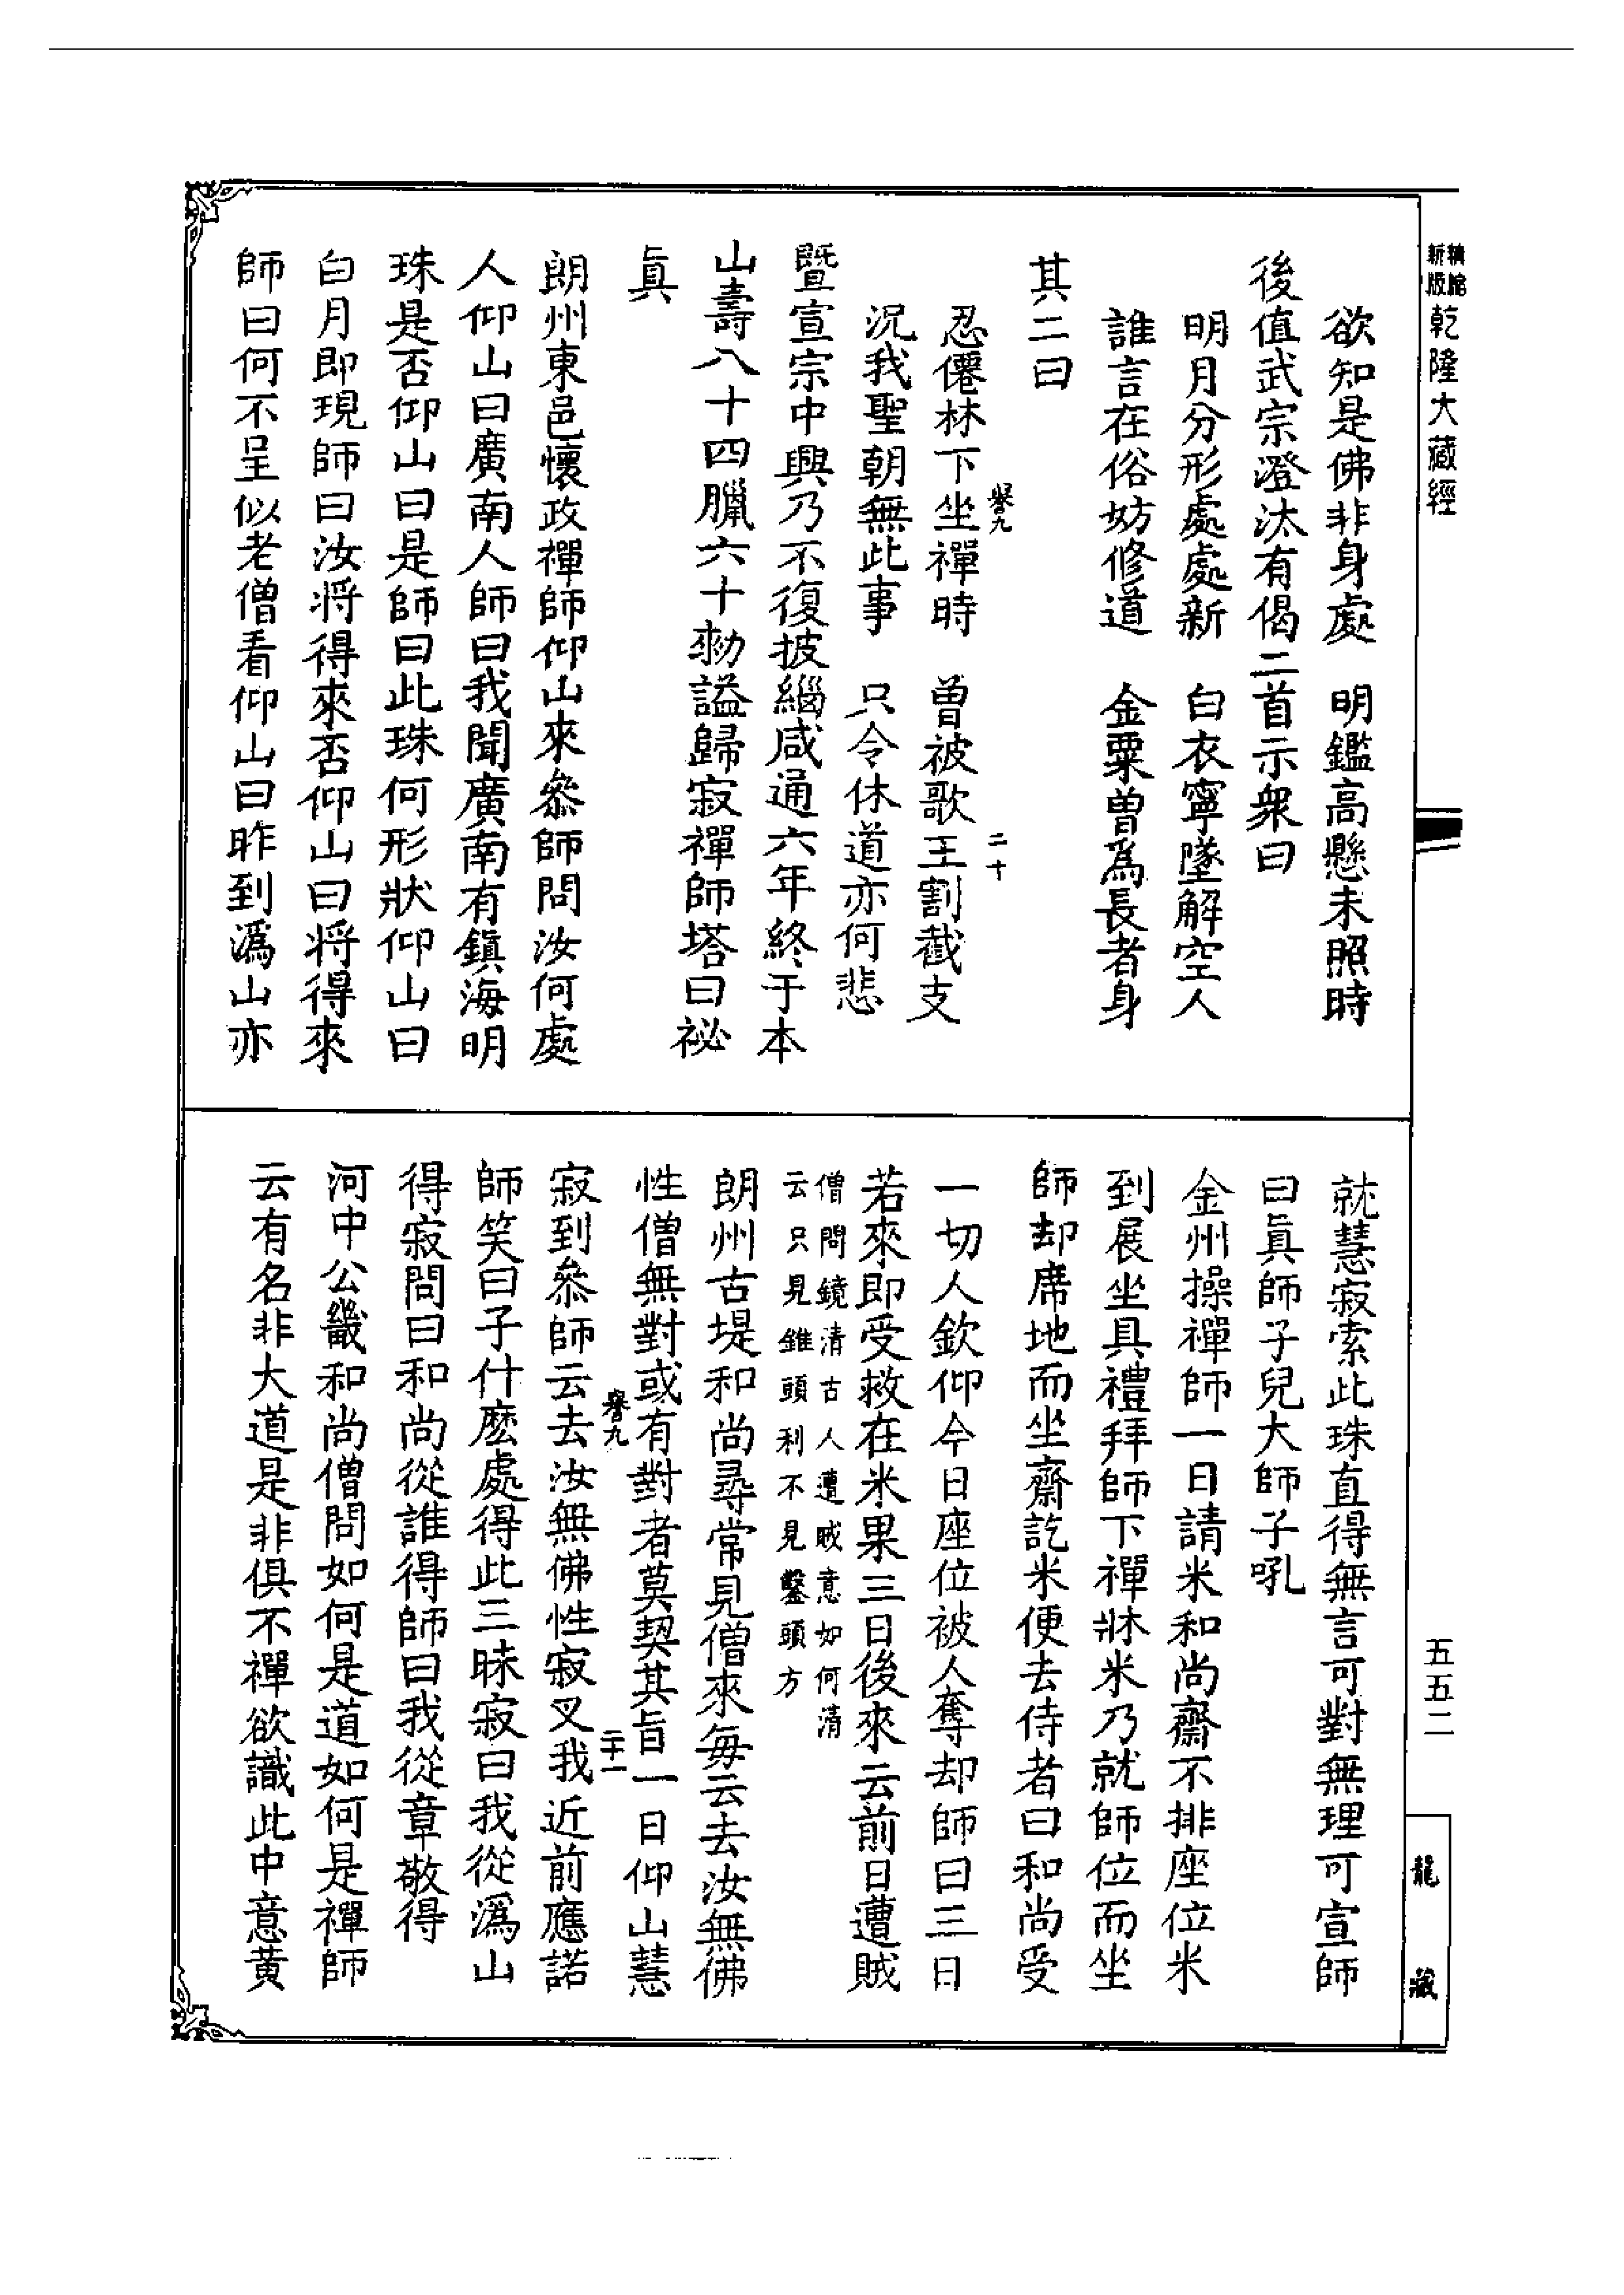 新版
精縮
乾隆大藏經
欲知是佛非身處　明鑑高懸未照時
後值武宗澄汰有偈二首示衆曰
明月分形處處新　白衣寧墜解空人
誰言在俗妨修道　金粟曾爲長者身
其二曰
譽九
二十
忍僊林下坐禪時　曾被歌王割截支
況我聖朝無此事　只令休道亦何悲
暨宣宗中興乃不復披緇咸通六年終于本
山壽八十四臘六十勑謚歸寂禪師塔曰祕
眞
朗州東邑懷政禪師仰山來叅師問汝何處
人仰山曰廣南人師曰我聞廣南有鎮海明
珠是否仰山曰是師曰此珠何形狀仰山曰
白月即現師曰汝將得來否仰山曰將得來
師曰何不呈似老僧看仰山曰昨到潙山亦
就慧寂索此珠直得無言可對無理可宣師
曰眞師子兒大師子吼
金州操禪師一日請米和尚齋不排座位米
到展坐具禮拜師下禪牀米乃就師位而坐
師却席地而坐齋訖米便去侍者曰和尚受
一切人欽仰今日座位被人奪却師曰三日
若來即受救在米果三日後來云前日遭賊
僧問鏡清古人遭賊意如何清
云只見錐頭利不見鑿頭方
朗州古堤和尚尋常見僧來每云去汝無佛
性僧無對或有對者莫契其旨一日仰山慧
譽九
二十一
寂到叅師云去汝無佛性寂叉我近前應諾
師笑曰子什麽處得此三昧寂曰我從潙山
得寂問曰和尚從誰得師曰我從章敬得
河中公畿和尚僧問如何是道如何是禪師
云有名非大道是非俱不禪欲識此中意黄
五五二
龍
藏